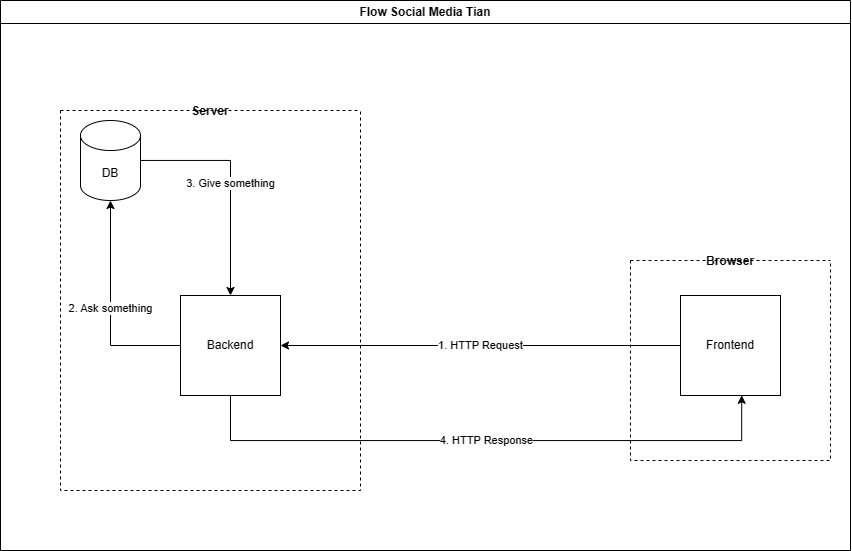 Flow Social Media Tian
Server
DB
3. Give something
Browser
2. Ask something
Backend
1. HTTP Request
Frontend
4. HTTP Response